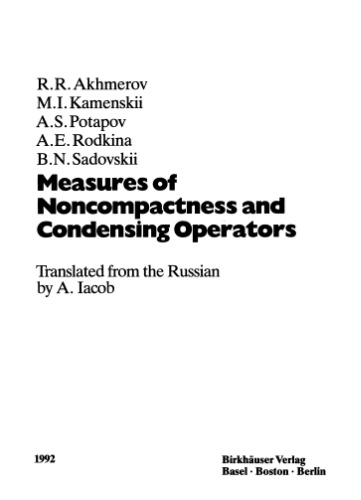 R.R.Akhmerov
M.I.Kamenskii
A.S.Potapov
A.E.Rodkina
B.N.Sadovskii
Measures of
Noncompactness and
Condensing Operators
Translated from the Russian
by A. Iacob
1992
Birkhäuser Verlag
Basel · Boston · Berlin